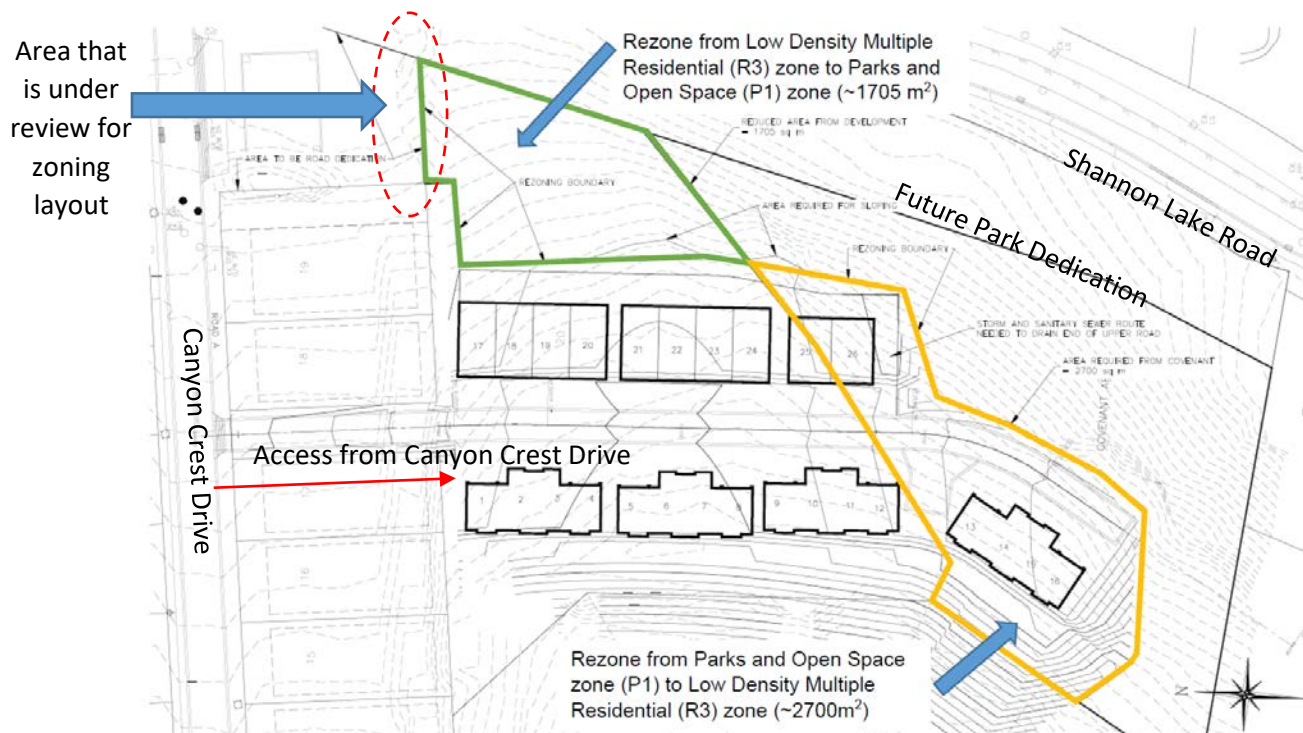 Area that
is under
review for
zoning
layout
Rezone from Low Density Multiple
Residential (R3) zone to Parks and
Open Space (P1) zone (~1705 m²)
REDUCED AREA FROM DEVELOPMENT
= 1705 sq m
AREA TO BE ROAD DEDICATION
REZONING BOUNDARY
AREA REQUIRED FOR SLOPING
REZONING BOUNDARY
Shannon Lake Road
Future Park Dedication
STORM AND SANITARY SEWER ROUTE
NEEDED TO DRAIN END OF UPPER ROAD
AREA REQUIRED FROM COVENANT
= 2700 sq m
ROAD A
Canyon Crest Drive
19
18
16
15
17 18 19 20 21 22 23 24 25 26
Access from Canyon Crest Drive
1 2 3 4 5 6 7 8 9 10 11 12
13 14 15 16
Rezone from Parks and Open Space
zone (P1) to Low Density Multiple
Residential (R3) zone (~2700m²)
N